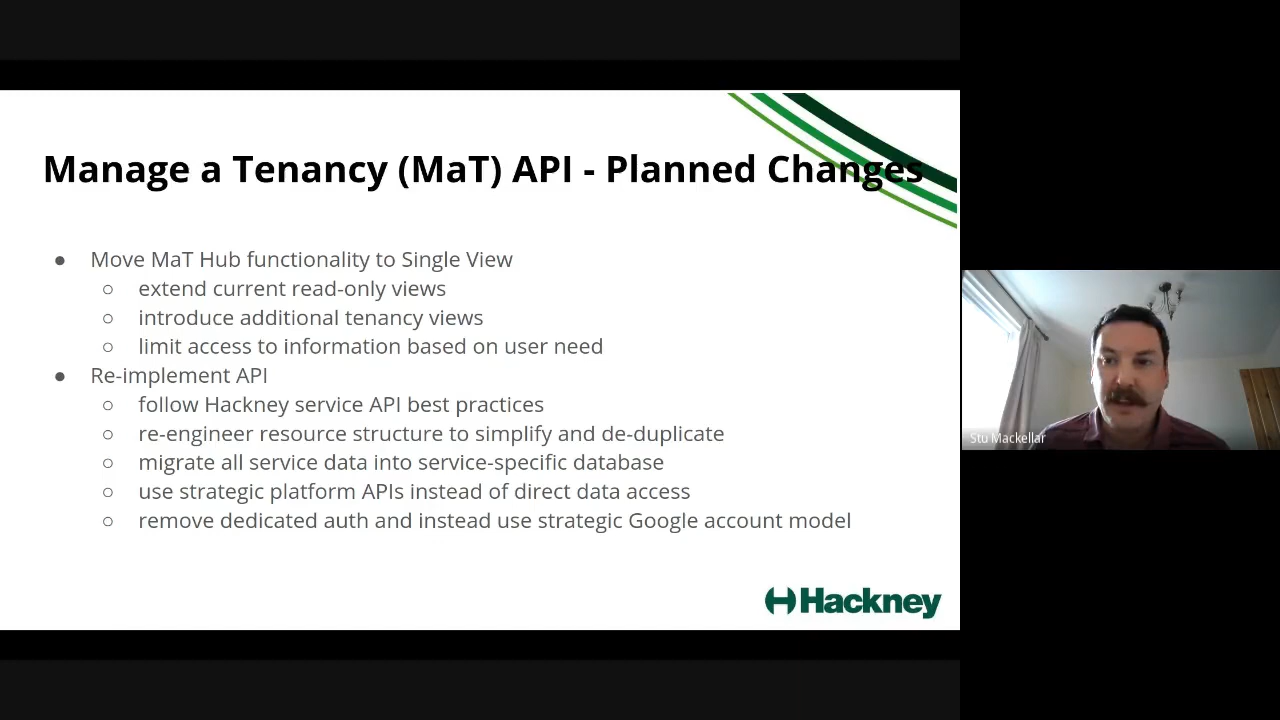 Manage a Tenancy (MaT) API - Planned Changes
● Move MaT Hub functionality to Single View
○ extend current read-only views
○ introduce additional tenancy views
○ limit access to information based on user need
● Re-implement API
○ follow Hackney service API best practices
○ re-engineer resource structure to simplify and de-duplicate
○ migrate all service data into service-specific database
○ use strategic platform APIs instead of direct data access
○ remove dedicated auth and instead use strategic Google account model
Hackney
Stu Mackellar